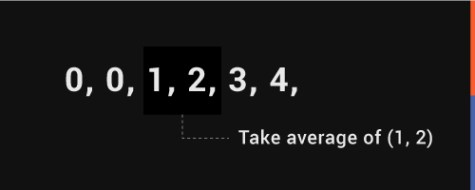 0, 0, 1, 2, 3, 4,
Take average of (1, 2)